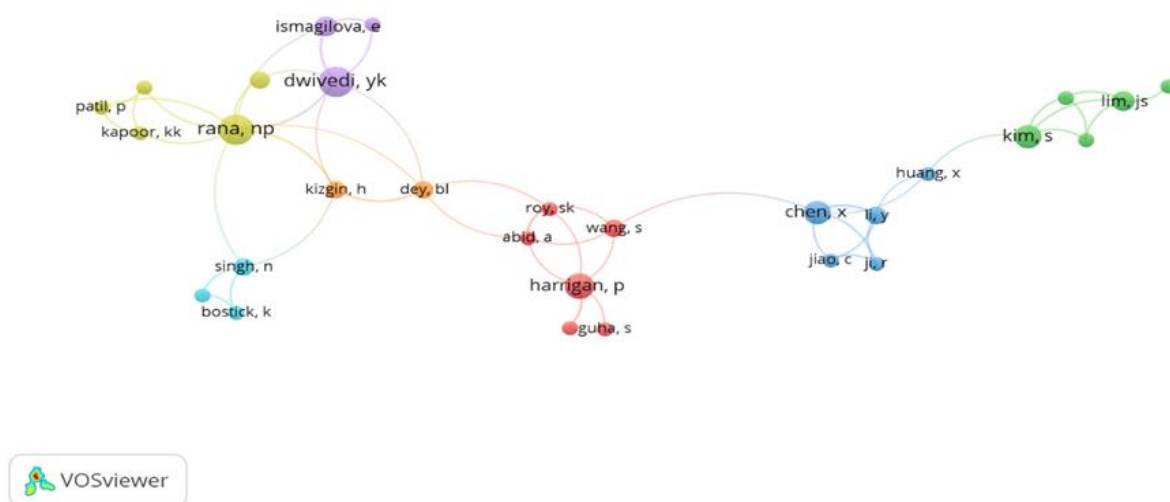 ismagilova, e
dwivedi, yk
patil, p
rana, np
kapoor, kk
lim, js
kim, s
huang, x
kizgin, h
dey, bl
roy, sk
chen, x
li, y
wang, s
abid, a
jiao, c
ji, r
singh, n
harrigan, p
bostick, k
guha, s
VOSviewer